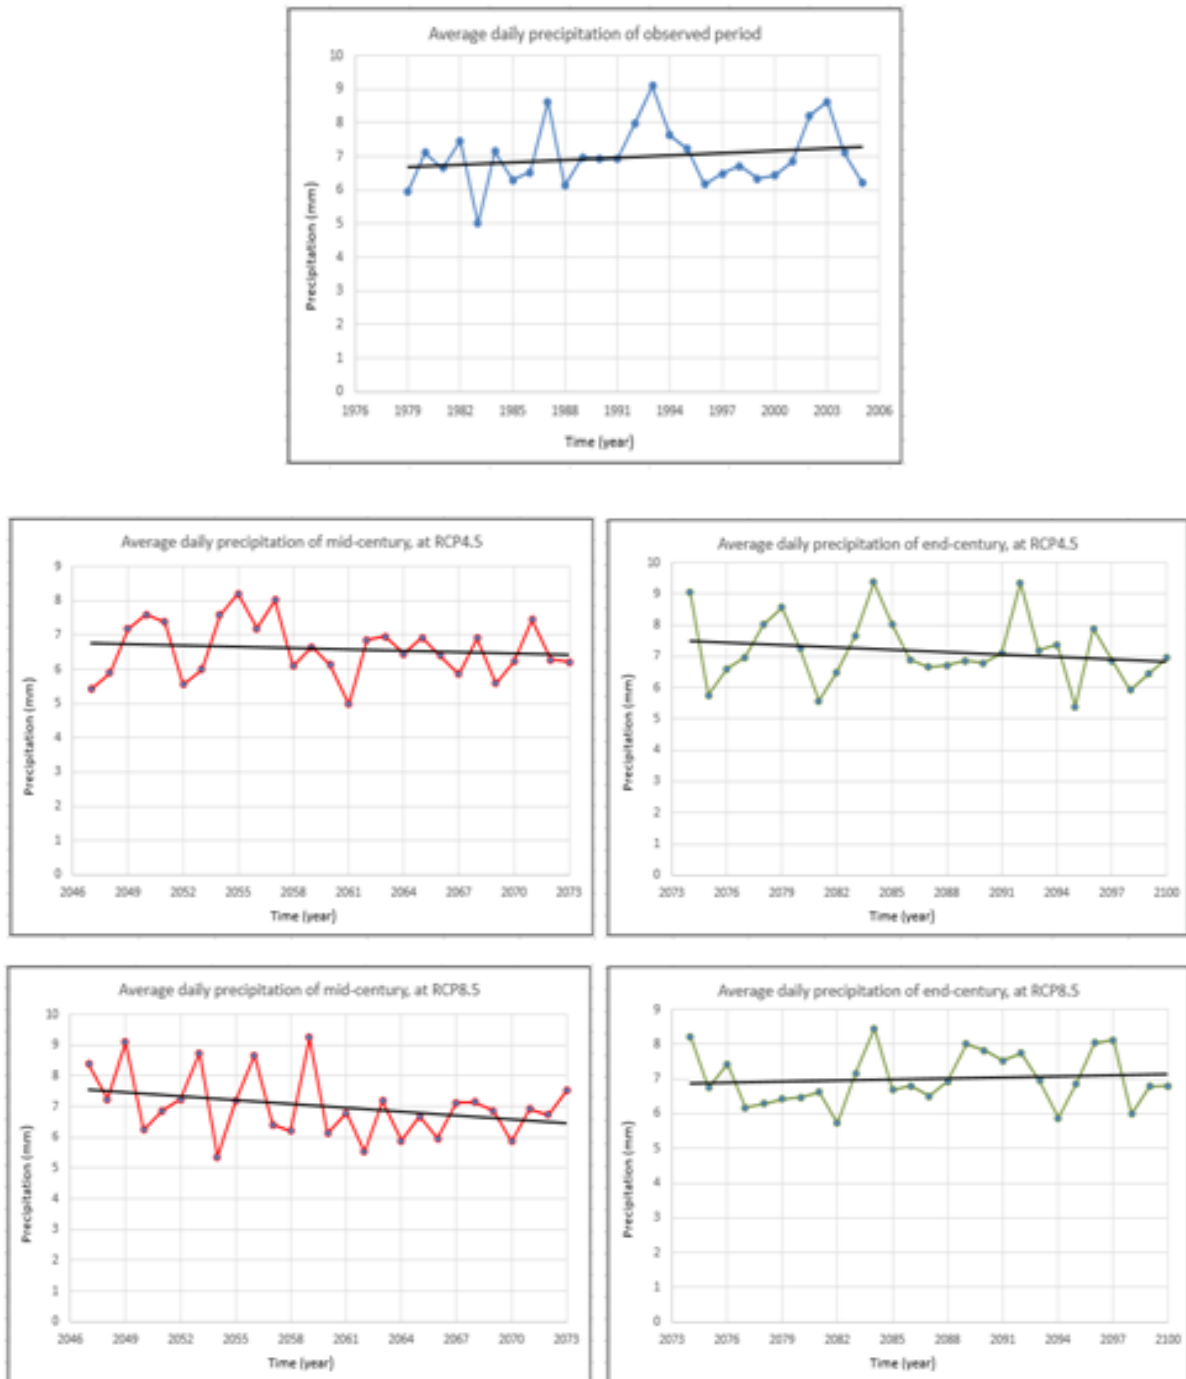 Average daily precipitation of observed period
10
9
8
7
6
5
4
3
2
1
0
Precipitation (mm)
1976 1979 1982 1985 1988 1991 1994 1997 2000 2003 2006
Time (year)
Average daily precipitation of mid-century, at RCP4.5
9
8
7
6
5
4
3
2
1
0
Precipitation (mm)
2046 2049 2052 2055 2058 2061 2064 2067 2070 2073
Time (year)
Average daily precipitation of end-century, at RCP4.5
10
9
8
7
6
5
4
3
2
1
0
Precipitation (mm)
2073 2076 2079 2082 2085 2088 2091 2094 2097 2100
Time (year)
Average daily precipitation of mid-century, at RCP8.5
10
9
8
7
6
5
4
3
2
1
0
Precipitation (mm)
2046 2049 2052 2055 2058 2061 2064 2067 2070 2073
Time (year)
Average daily precipitation of end-century, at RCP8.5
9
8
7
6
5
4
3
2
1
0
Precipitation (mm)
2073 2076 2079 2082 2085 2088 2091 2094 2097 2100
Time (year)